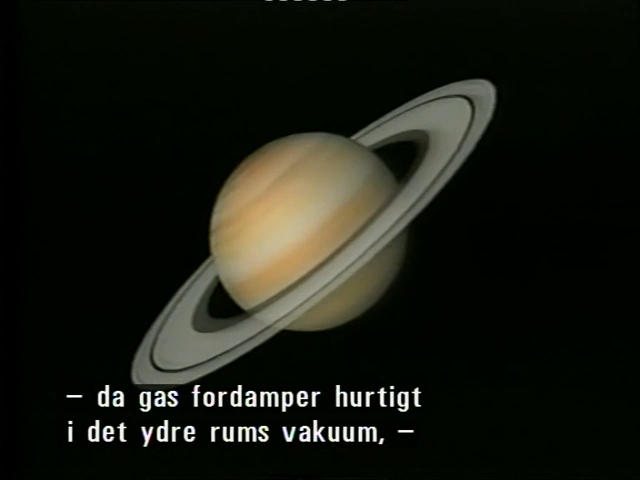 – da gas fordamper hurtigt
i det ydre rums vakuum, –